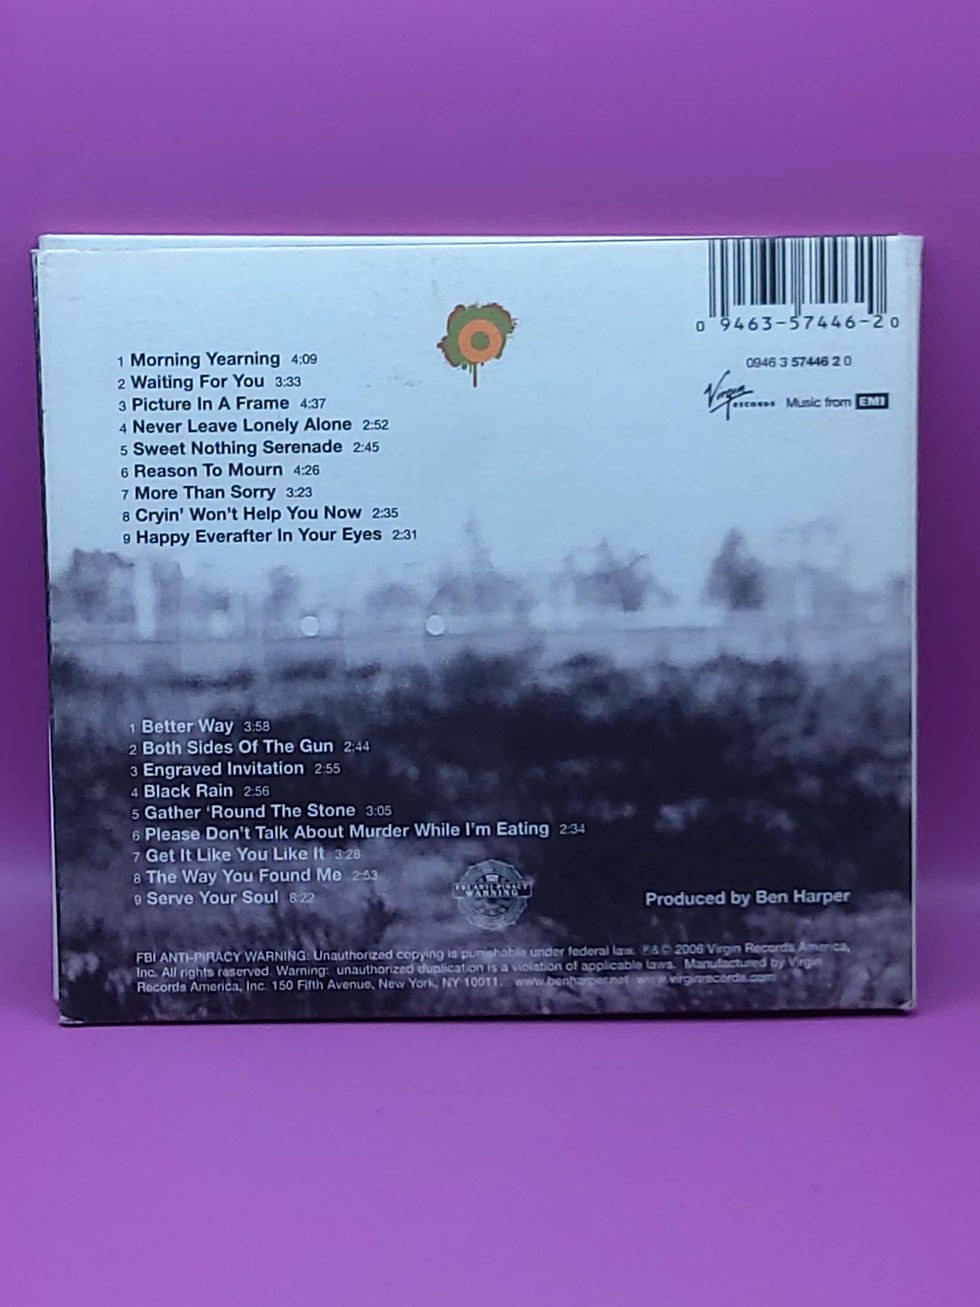 0 9463-57446-2 0
0946 3 57446 2 0
Virgin RECORDS Music from EMI
1 Morning Yearning 4:09
2 Waiting For You 3:33
3 Picture In A Frame 4:37
4 Never Leave Lonely Alone 2:52
5 Sweet Nothing Serenade 2:45
6 Reason To Mourn 4:26
7 More Than Sorry 3:23
8 Cryin' Won't Help You Now 2:35
9 Happy Everafter In Your Eyes 2:31
1 Better Way 3:58
2 Both Sides Of The Gun 2:44
3 Engraved Invitation 2:55
4 Black Rain 2:56
5 Gather ‘Round The Stone 3:05
6 Please Don't Talk About Murder While I'm Eating 2:34
7 Get It Like You Like It 3:28
8 The Way You Found Me 2:53
9 Serve Your Soul 8:22
FBI ANTI-PIRACY
WARNING
Produced by Ben Harper
FBI ANTI-PIRACY WARNING: Unauthorized copying is punishable under federal law. ℗ & © 2006 Virgin Records America,
Inc. All rights reserved. Warning: unauthorized duplication is a violation of applicable laws. Manufactured by Virgin
Records America, Inc. 150 Fifth Avenue, New York, NY 10011. www.benharper.net www.virginrecords.com